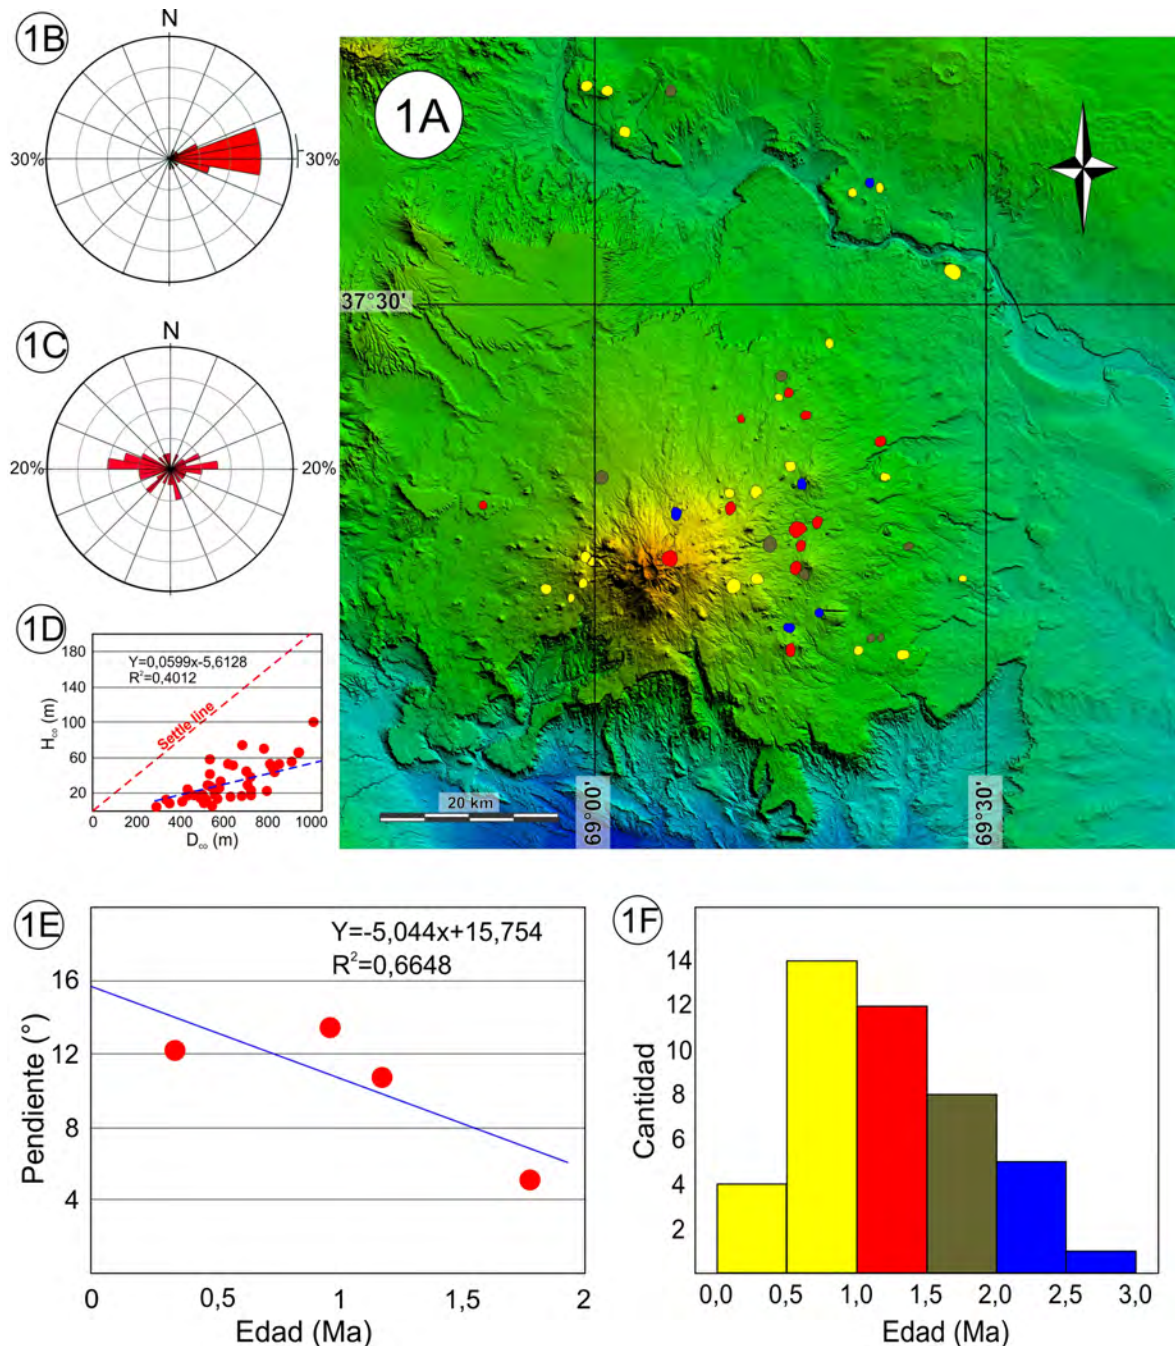 1B
N
30%
30%
1A
37°30'
69°00'
69°30'
20 km
1C
N
20%
20%
1D
180
140
100
60
20
H_co (m)
Y=0,0599x-5,6128
R²=0,4012
Settle line
0 200 400 600 800 1000
D_co (m)
1E
Y=-5,044x+15,754
R²=0,6648
16
12
8
4
Pendiente (°)
0 0,5 1 1,5 2
Edad (Ma)
1F
14
12
10
8
6
4
2
Cantidad
0,0 0,5 1,0 1,5 2,0 2,5 3,0
Edad (Ma)